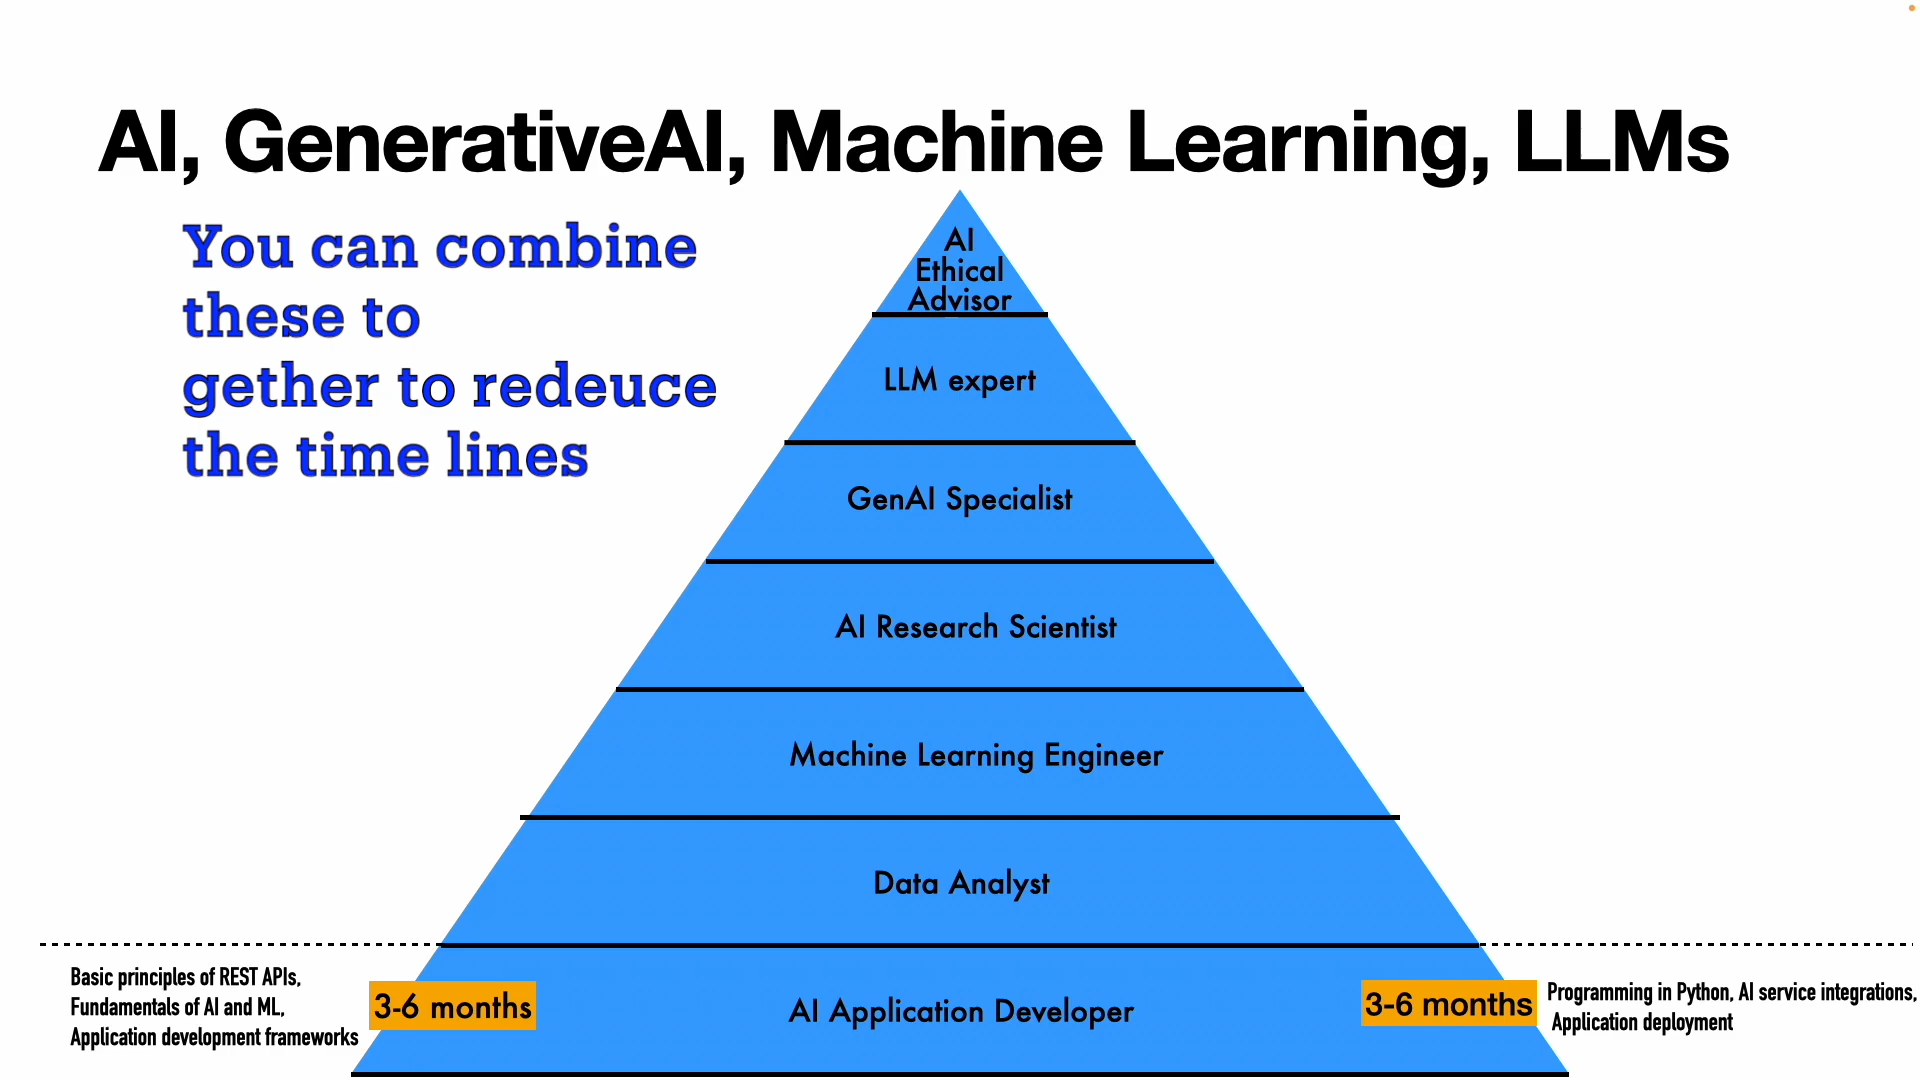 AI, GenerativeAI, Machine Learning, LLMs
You can combine
these to
gether to redeuce
the time lines
AI
Ethical
Advisor
LLM expert
GenAI Specialist
AI Research Scientist
Machine Learning Engineer
Data Analyst
Basic principles of REST APIs,
Fundamentals of AI and ML,
Application development frameworks
3-6 months
AI Application Developer
3-6 months
Programming in Python, AI service integrations,
Application deployment